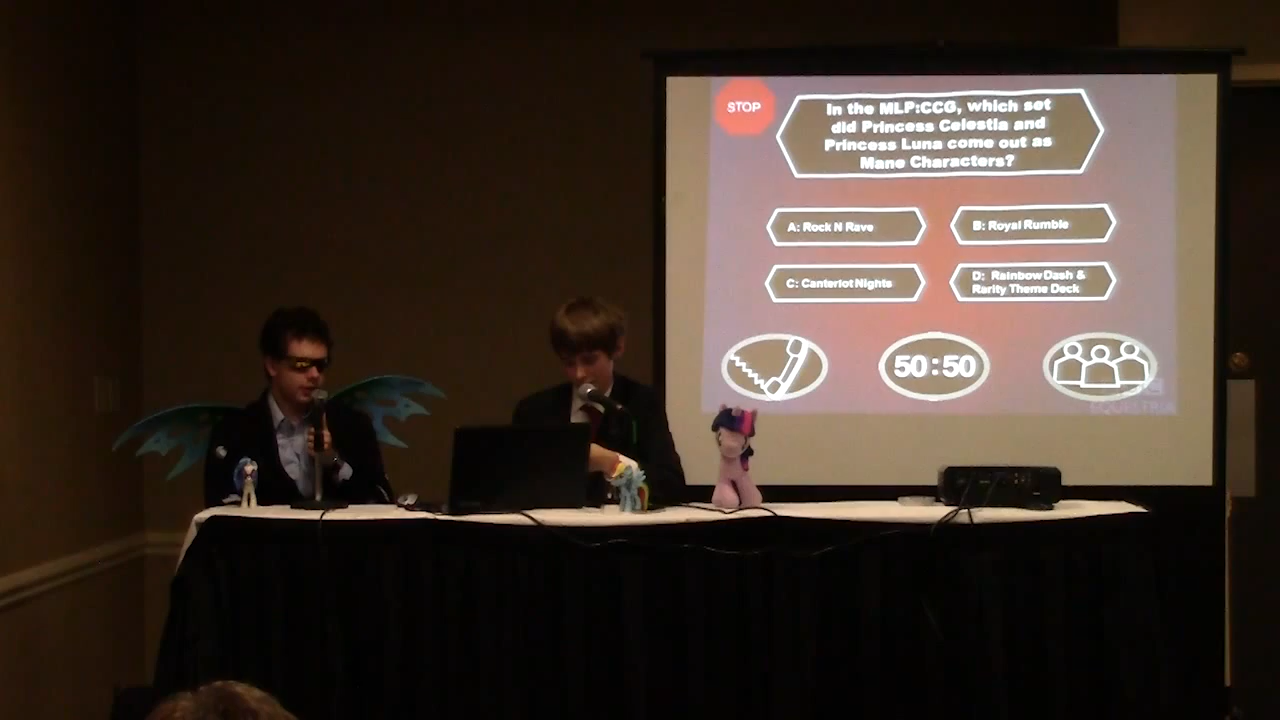 STOP
In the MLP:CCG, which set
did Princess Celestia and
Princess Luna come out as
Mane Characters?
A: Rock N Rave
B: Royal Rumble
C: Canterlot Nights
D: Rainbow Dash &
Rarity Theme Deck
50:50
EQUESTRIA